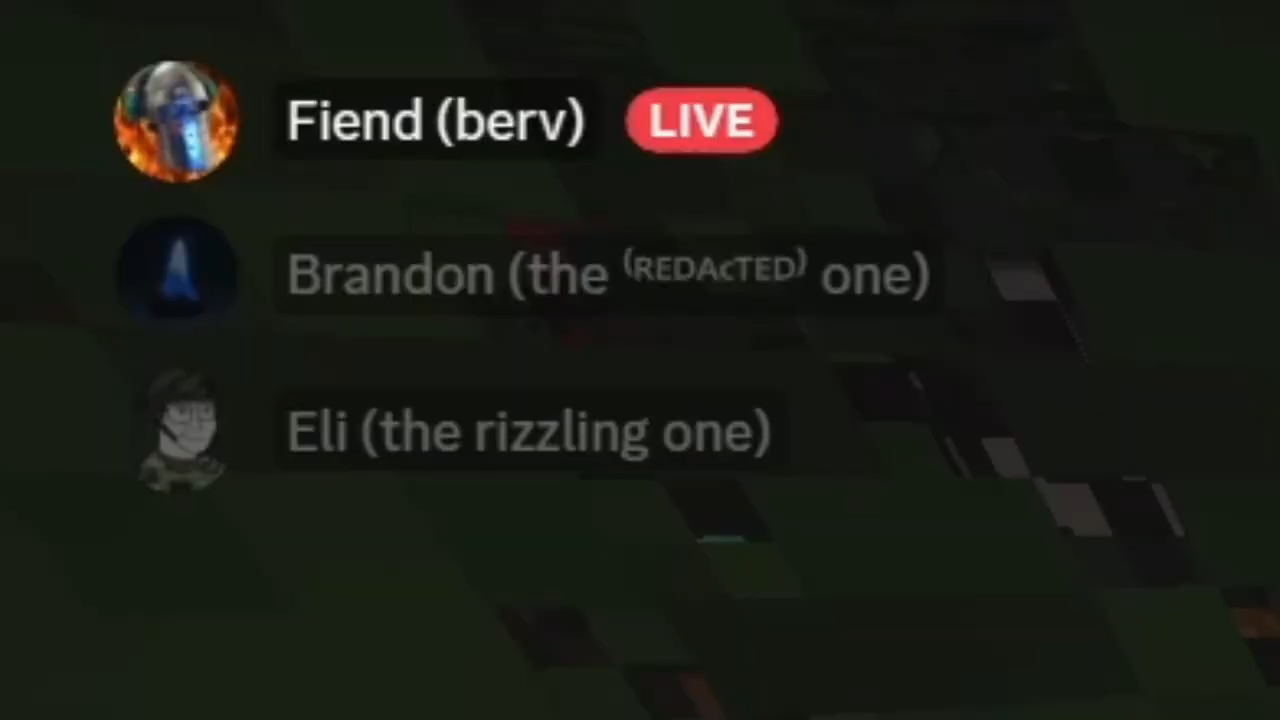 Fiend (berv) LIVE
Brandon (the ⁽ᴿᴱᴰᴬᶜᵀᴱᴰ⁾ one)
Eli (the rizzling one)